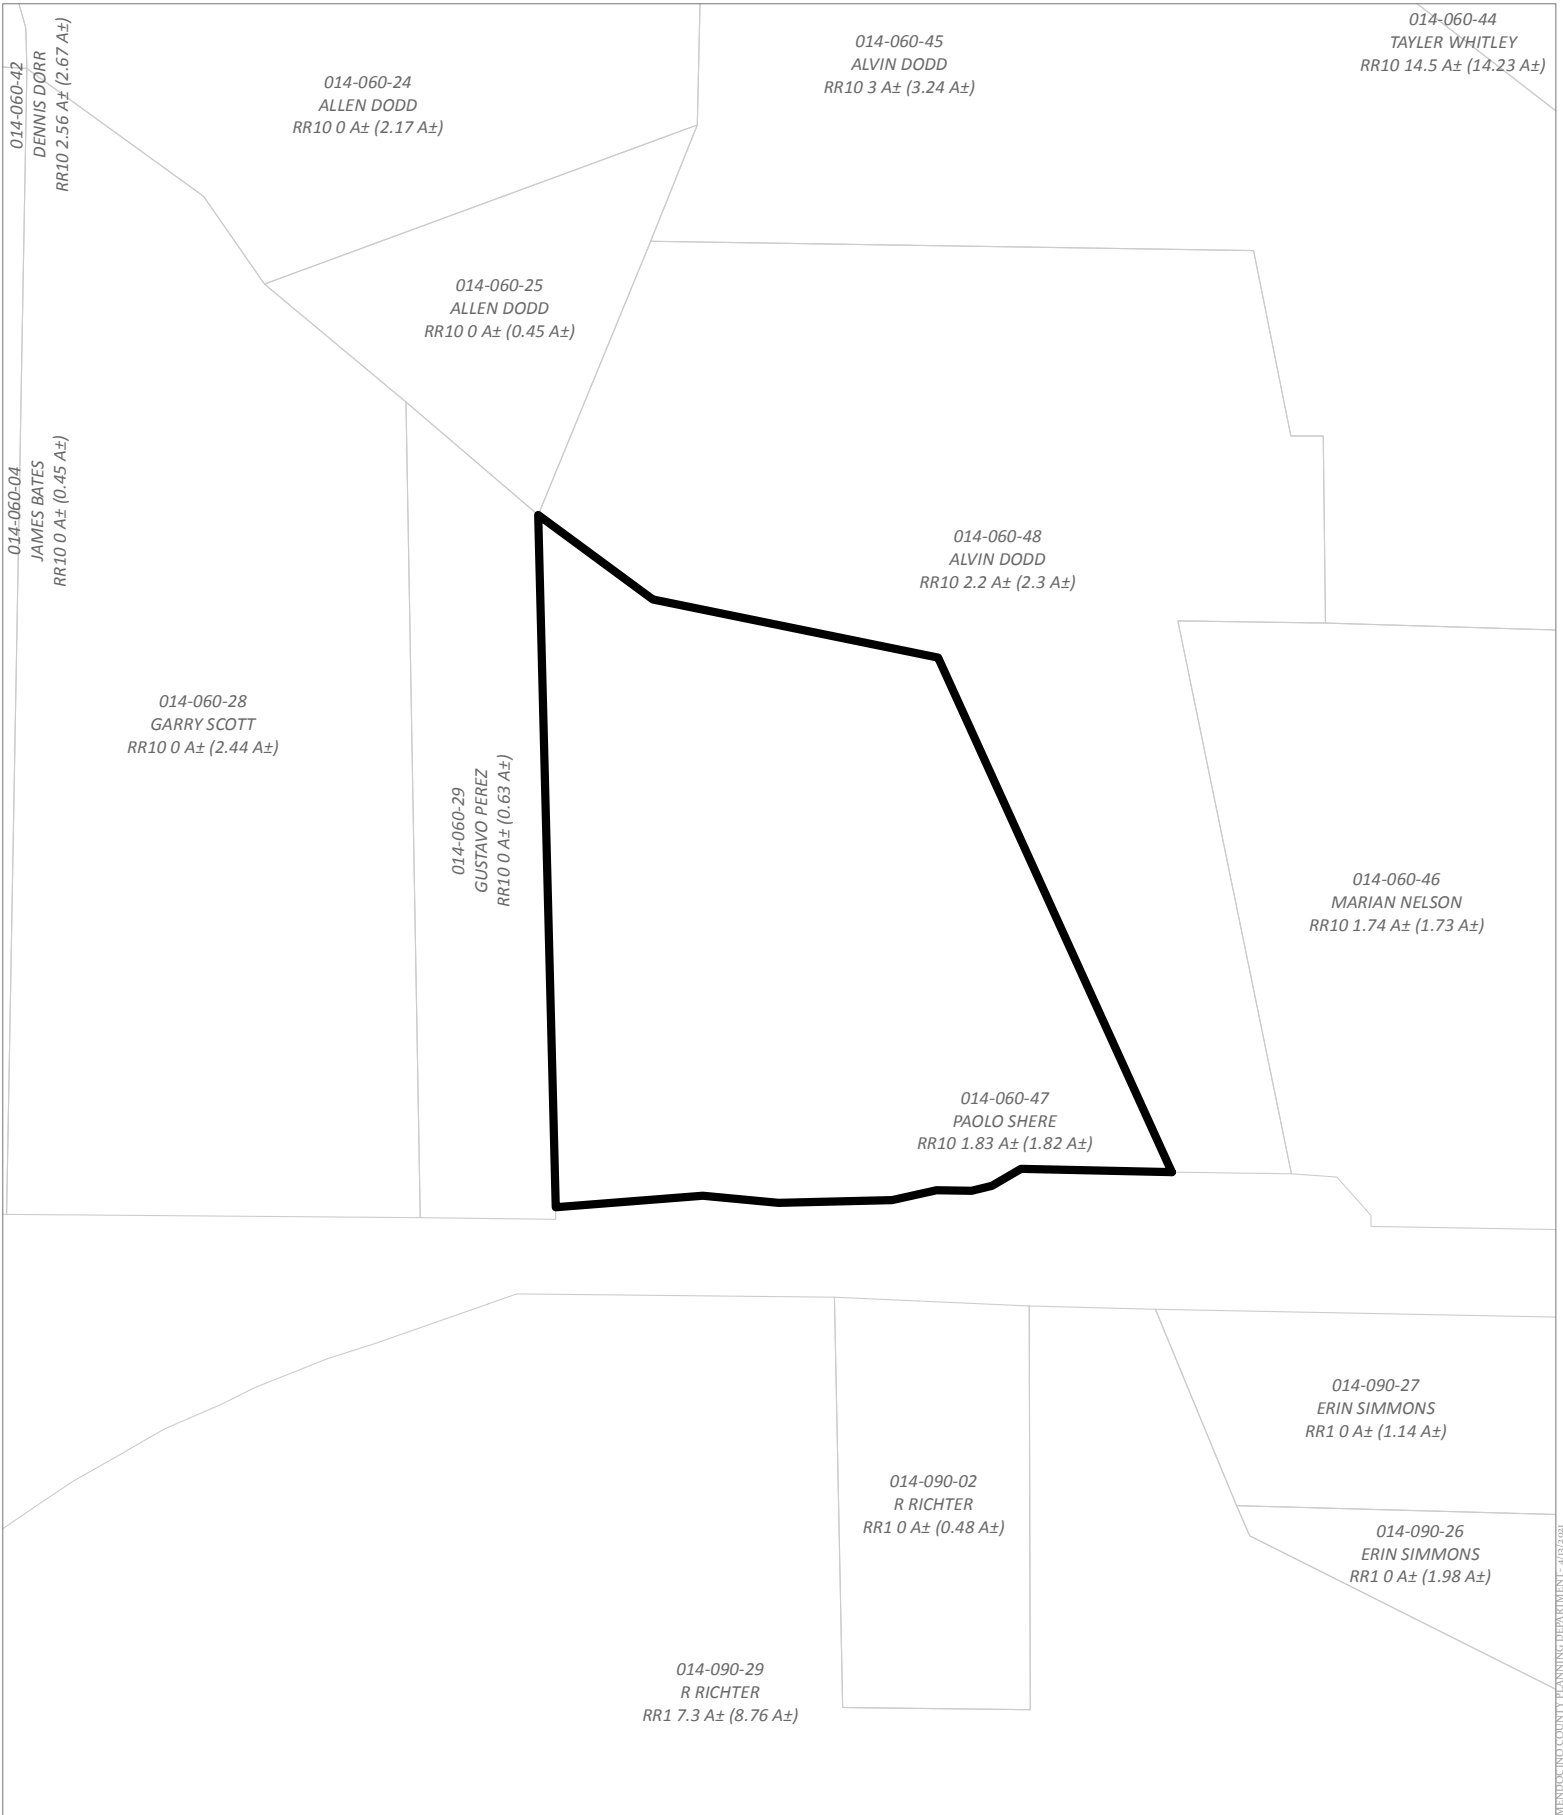 014-060-44
TAYLER WHITLEY
RR10 14.5 A± (14.23 A±)
014-060-45
ALVIN DODD
RR10 3 A± (3.24 A±)
014-060-42
DENNIS DORR
RR10 2.56 A± (2.67 A±)
014-060-24
ALLEN DODD
RR10 0 A± (2.17 A±)
014-060-25
ALLEN DODD
RR10 0 A± (0.45 A±)
014-060-04
JAMES BATES
RR10 0 A± (0.45 A±)
014-060-48
ALVIN DODD
RR10 2.2 A± (2.3 A±)
014-060-28
GARRY SCOTT
RR10 0 A± (2.44 A±)
014-060-29
GUSTAVO PEREZ
RR10 0 A± (0.63 A±)
014-060-46
MARIAN NELSON
RR10 1.74 A± (1.73 A±)
014-060-47
PAOLO SHERE
RR10 1.83 A± (1.82 A±)
014-090-27
ERIN SIMMONS
RR1 0 A± (1.14 A±)
014-090-02
R RICHTER
RR1 0 A± (0.48 A±)
014-090-26
ERIN SIMMONS
RR1 0 A± (1.98 A±)
014-090-29
R RICHTER
RR1 7.3 A± (8.76 A±)
MENDOCINO COUNTY PLANNING DEPARTMENT - 4/13/2021